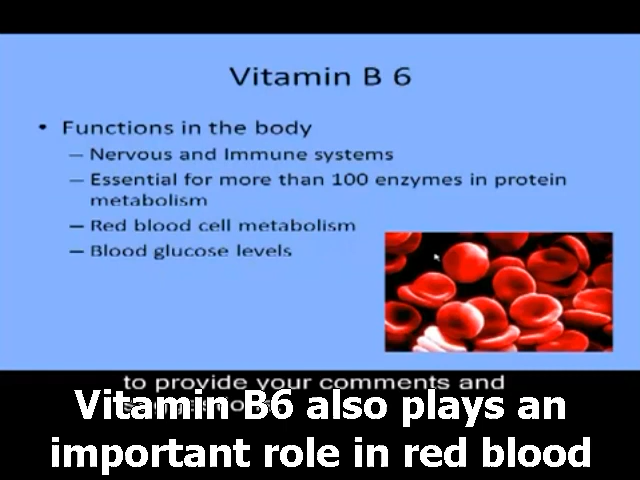 Vitamin B 6
• Functions in the body
– Nervous and Immune systems
– Essential for more than 100 enzymes in protein
metabolism
– Red blood cell metabolism
– Blood glucose levels
to provide your comments and
Vitamin B6 also plays an
important role in red blood